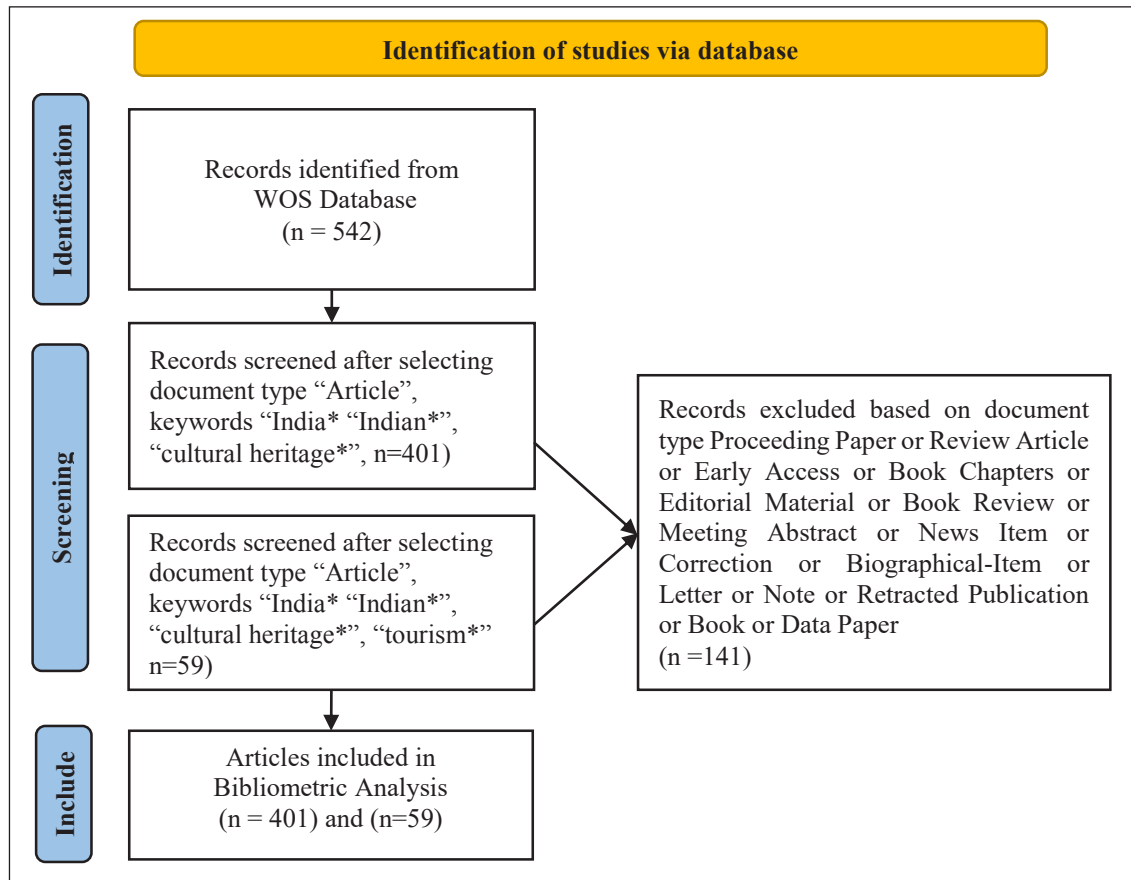 Identification of studies via database
Identification
Records identified from
WOS Database
(n = 542)
Screening
Records screened after selecting
document type “Article”,
keywords “India* “Indian*”,
“cultural heritage*”, n=401)
Records excluded based on document
type Proceeding Paper or Review Article
or Early Access or Book Chapters or
Editorial Material or Book Review or
Meeting Abstract or News Item or
Correction or Biographical-Item or
Letter or Note or Retracted Publication
or Book or Data Paper
(n =141)
Records screened after selecting
document type “Article”,
keywords “India* “Indian*”,
“cultural heritage*”, “tourism*”
n=59)
Include
Articles included in
Bibliometric Analysis
(n = 401) and (n=59)